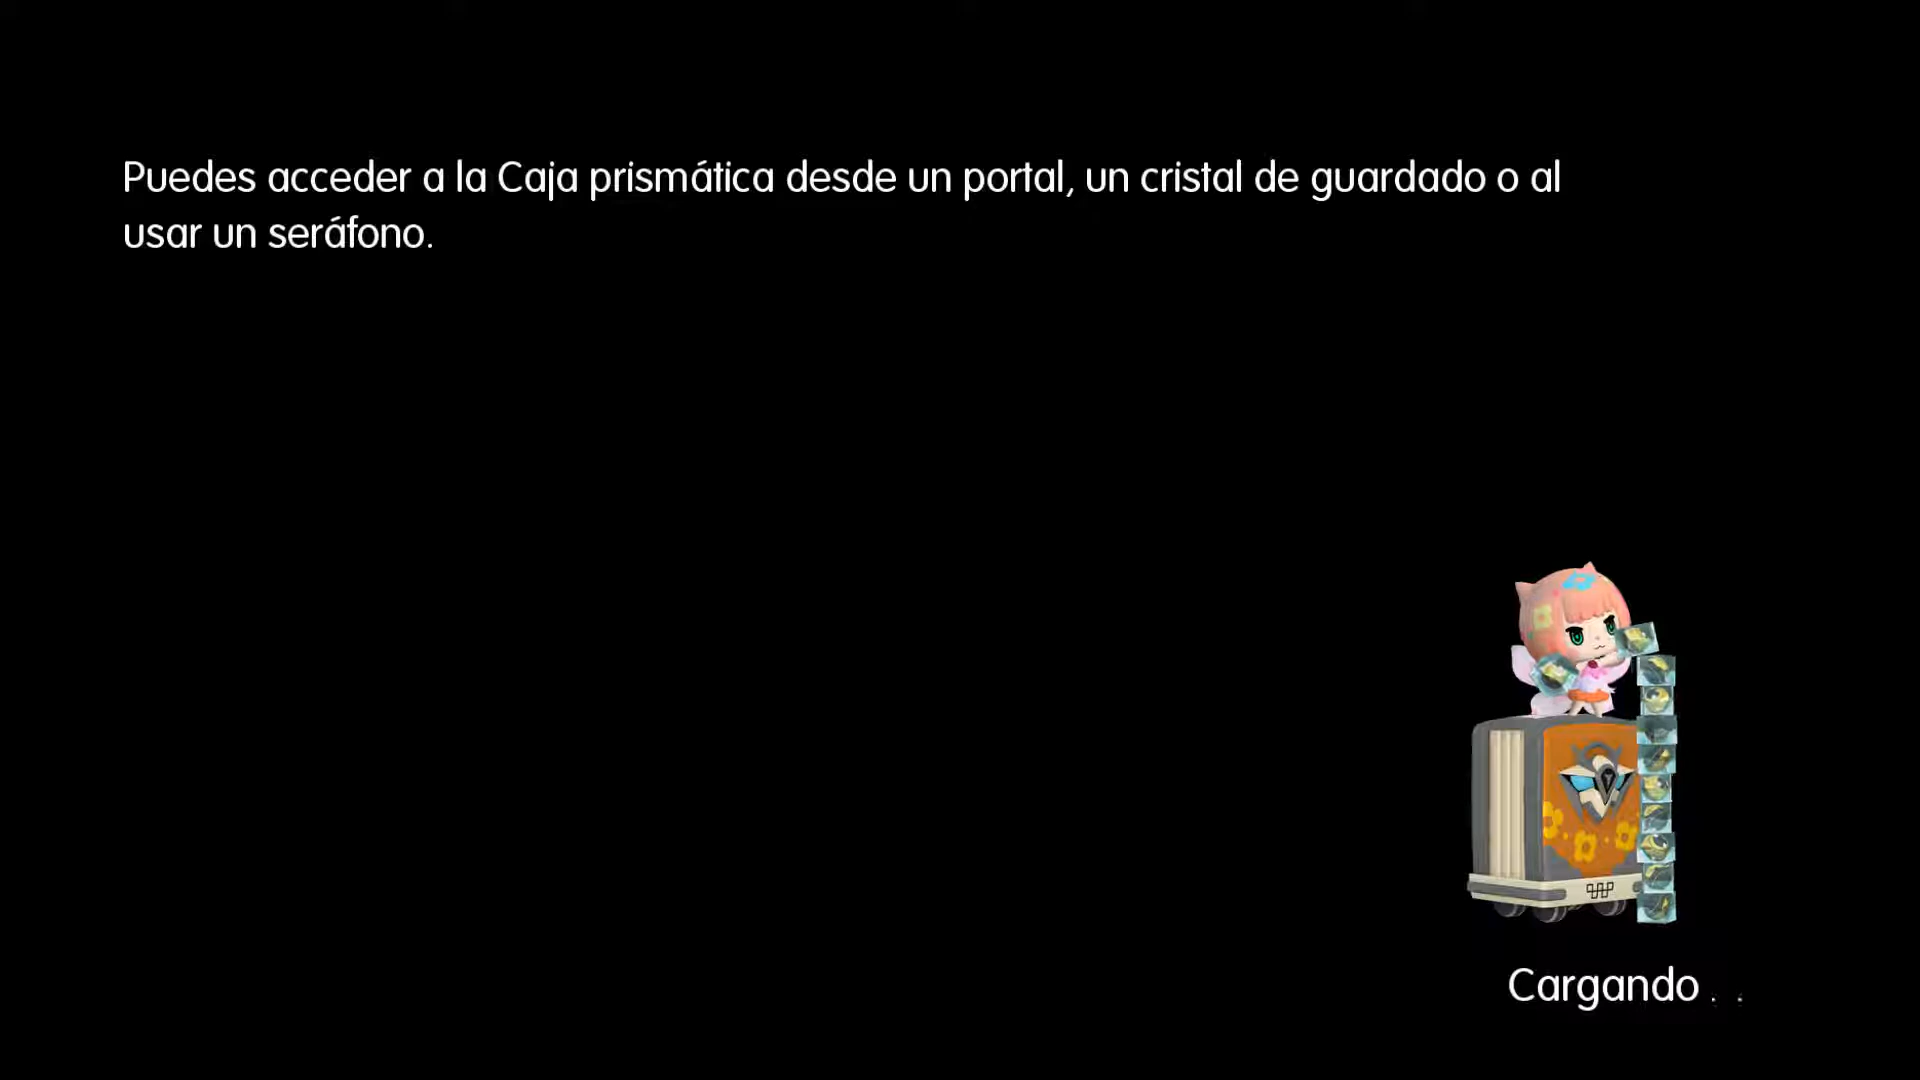 Puedes acceder a la Caja prismática desde un portal, un cristal de guardado o al
usar un seráfono.
Cargando . .